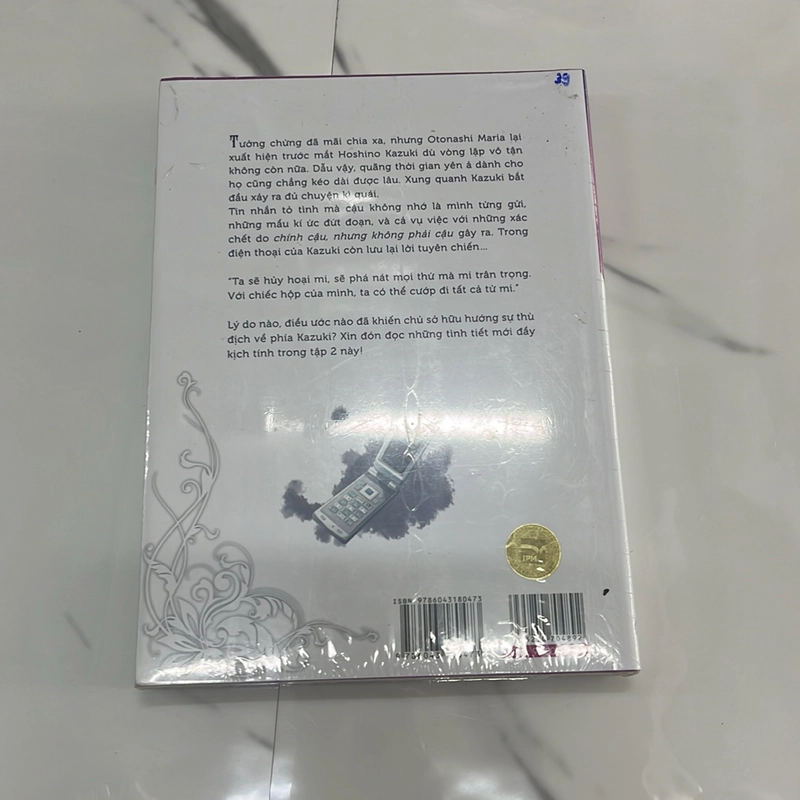 39
Tưởng chừng đã mãi chia xa, nhưng Otonashi Maria lại
xuất hiện trước mắt Hoshino Kazuki dù vòng lặp vô tận
không còn nữa. Dẫu vậy, quãng thời gian yên ả dành cho
họ cũng chẳng kéo dài được lâu. Xung quanh Kazuki bắt
đầu xảy ra đủ chuyện kì quái.
Tin nhắn tỏ tình mà cậu không nhớ là mình từng gửi,
những mẩu kí ức đứt đoạn, và cả vụ việc với những xác
chết do chính cậu, nhưng không phải cậu gây ra. Trong
điện thoại của Kazuki còn lưu lại lời tuyên chiến...
“Ta sẽ hủy hoại mi, sẽ phá nát mọi thứ mà mi trân trọng.
Với chiếc hộp của mình, ta có thể cướp đi tất cả từ mi.”
Lý do nào, điều ước nào đã khiến chủ sở hữu hướng sự thù
địch về phía Kazuki? Xin đón đọc những tình tiết mới đầy
kịch tính trong tập 2 này!
IPM
ISBN 9786043180473